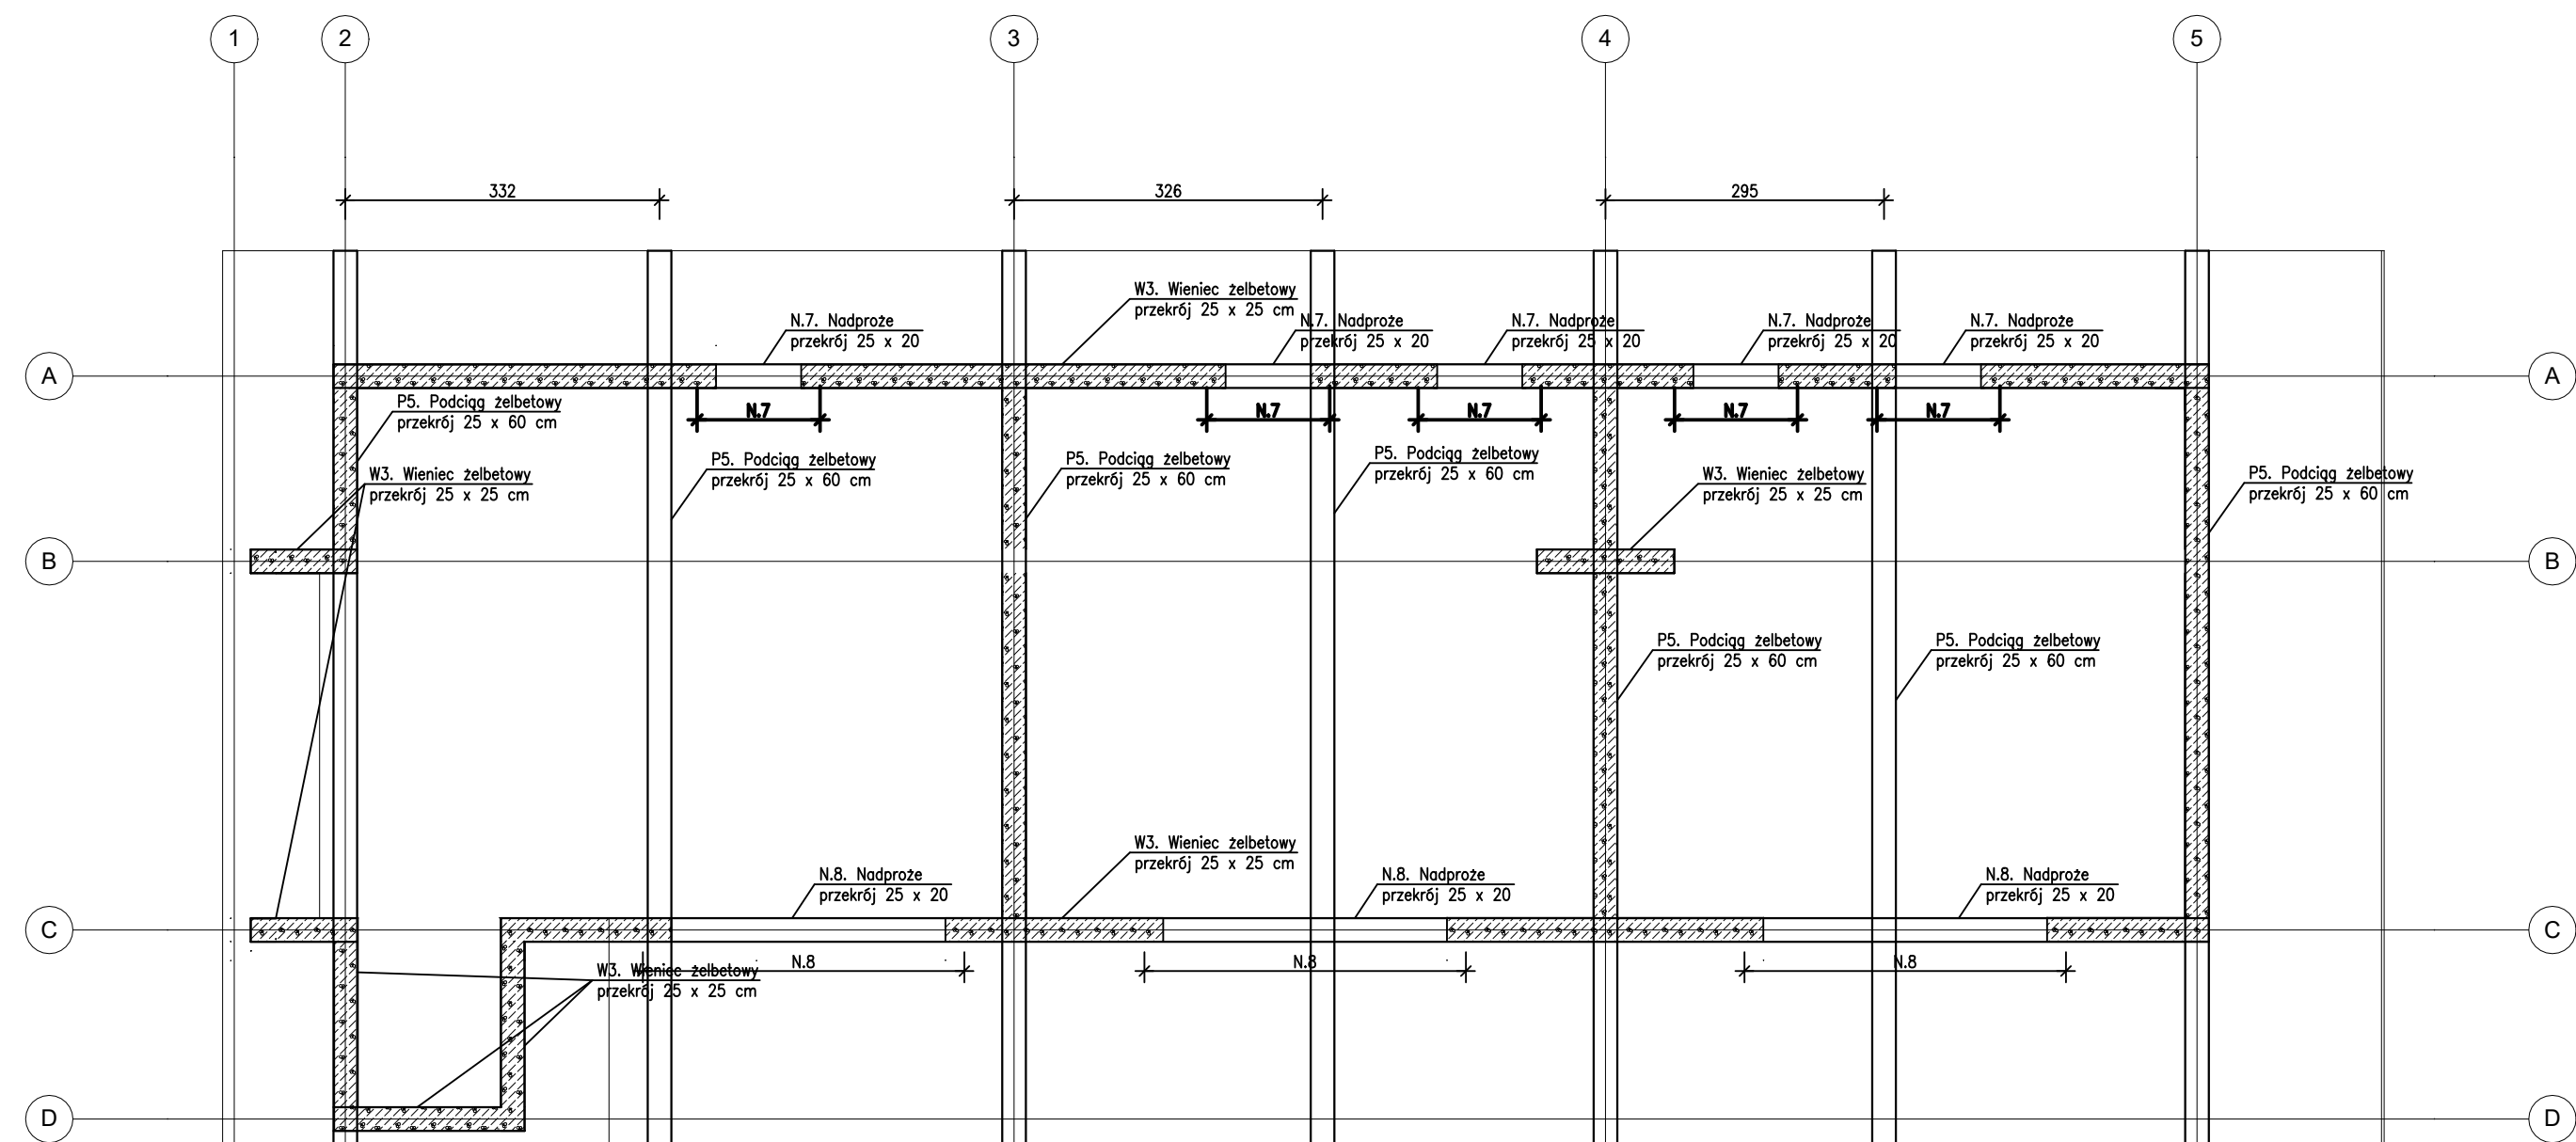 1
2
3
4
5
332
326
295
W3. Wieniec żelbetowy
przekrój 25 x 25 cm
N.7. Nadproże
przekrój 25 x 20
N.7. Nadproże
przekrój 25 x 20
N.7. Nadproże
przekrój 25 x 20
N.7. Nadproże
przekrój 25 x 20
N.7. Nadproże
przekrój 25 x 20
A
A
P5. Podciąg żelbetowy
przekrój 25 x 60 cm
N.7
N.7
N.7
N.7
N.7
W3. Wieniec żelbetowy
przekrój 25 x 25 cm
P5. Podciąg żelbetowy
przekrój 25 x 60 cm
P5. Podciąg żelbetowy
przekrój 25 x 60 cm
P5. Podciąg żelbetowy
przekrój 25 x 60 cm
W3. Wieniec żelbetowy
przekrój 25 x 25 cm
P5. Podciąg żelbetowy
przekrój 25 x 60 cm
B
B
P5. Podciąg żelbetowy
przekrój 25 x 60 cm
P5. Podciąg żelbetowy
przekrój 25 x 60 cm
W3. Wieniec żelbetowy
przekrój 25 x 25 cm
N.8. Nadproże
przekrój 25 x 20
N.8. Nadproże
przekrój 25 x 20
N.8. Nadproże
przekrój 25 x 20
C
C
W3. Wieniec żelbetowy
przekrój 25 x 25 cm
N.8
N.8
N.8
D
D